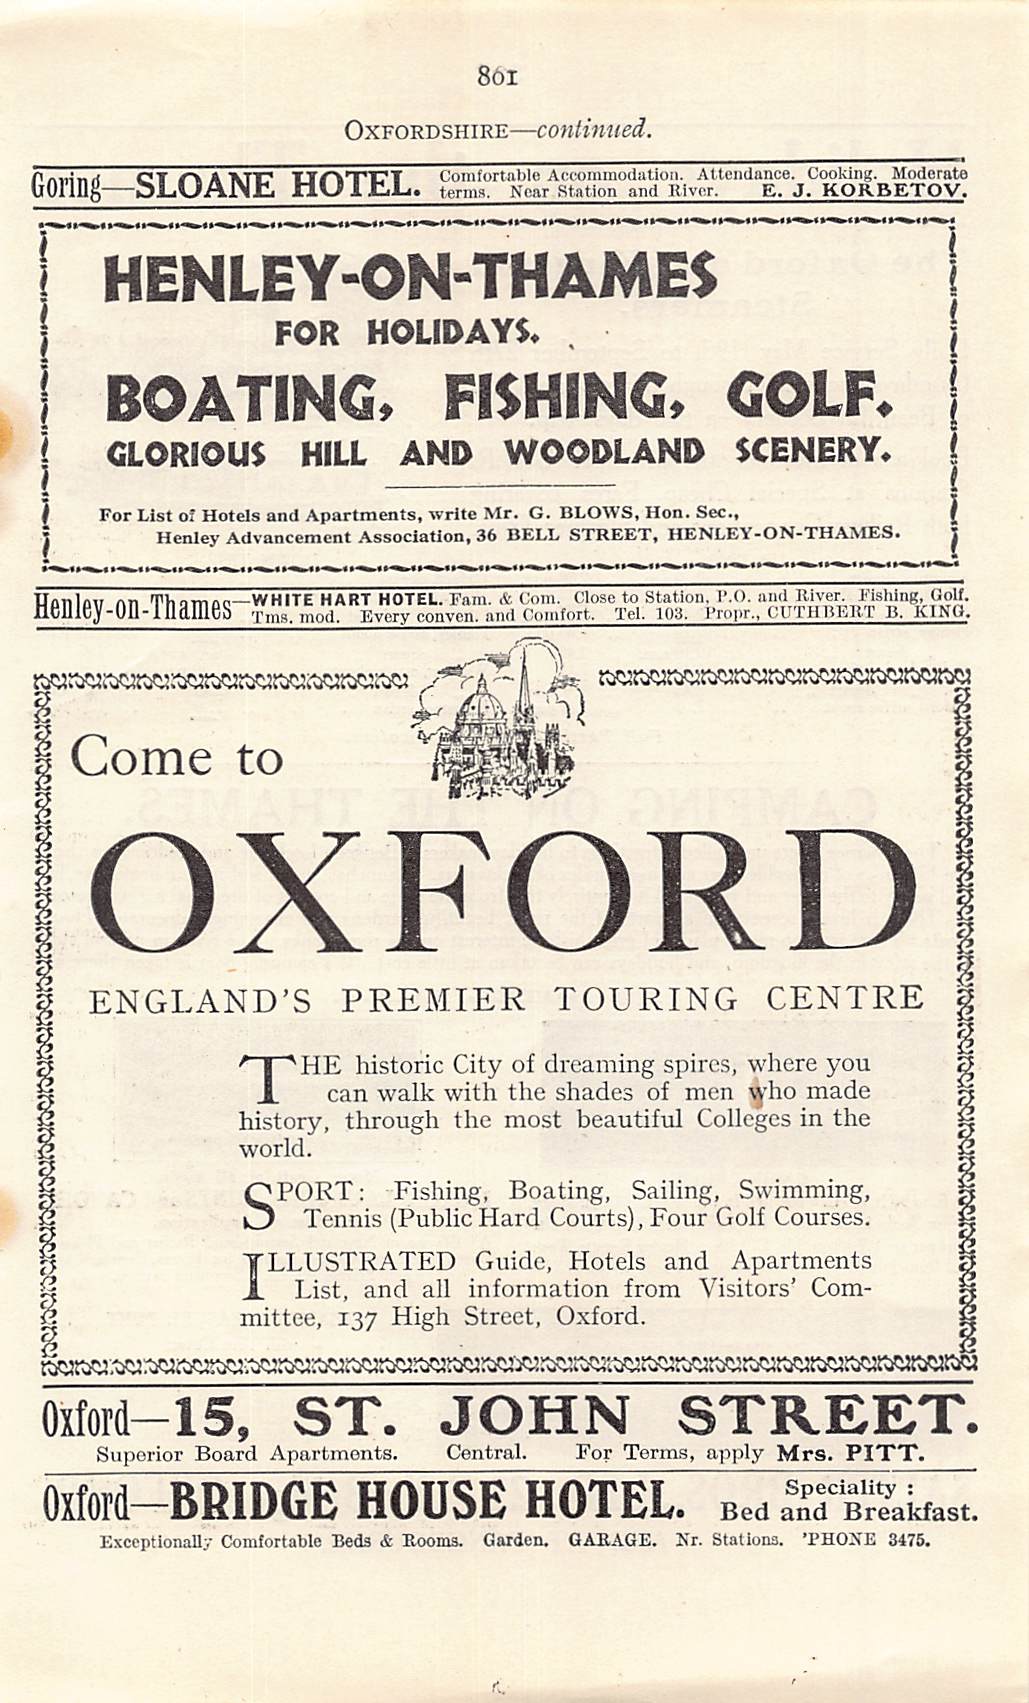 861
OXFORDSHIRE—continued.
Goring—SLOANE HOTEL. Comfortable Accommodation. Attendance. Cooking. Moderate
terms. Near Station and River. E. J. KORBETOV.
HENLEY-ON-THAMES
FOR HOLIDAYS.
BOATING, FISHING, GOLF.
GLORIOUS HILL AND WOODLAND SCENERY.
For List of Hotels and Apartments, write Mr. G. BLOWS, Hon. Sec.,
Henley Advancement Association, 36 BELL STREET, HENLEY-ON-THAMES.
Henley-on-Thames—WHITE HART HOTEL. Fam. & Com. Close to Station, P.O. and River. Fishing, Golf.
Tms. mod. Every conven. and Comfort. Tel. 103. Propr., CUTHBERT B. KING.
Come to
OXFORD
ENGLAND'S PREMIER TOURING CENTRE
THE historic City of dreaming spires, where you
can walk with the shades of men who made
history, through the most beautiful Colleges in the
world.
SPORT: Fishing, Boating, Sailing, Swimming,
Tennis (Public Hard Courts), Four Golf Courses.
ILLUSTRATED Guide, Hotels and Apartments
List, and all information from Visitors' Com-
mittee, 137 High Street, Oxford.
Oxford—15, ST. JOHN STREET.
Superior Board Apartments. Central. For Terms, apply Mrs. PITT.
Oxford—BRIDGE HOUSE HOTEL. Speciality :
Bed and Breakfast.
Exceptionally Comfortable Beds & Rooms. Garden. GARAGE. Nr. Stations. 'PHONE 3475.